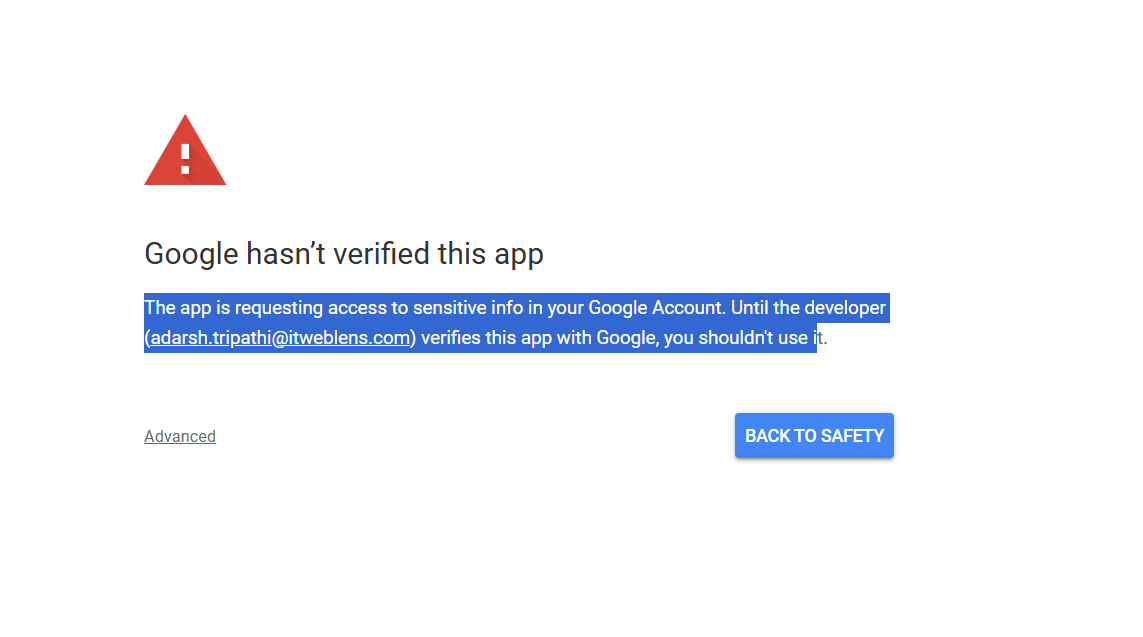 Google hasn’t verified this app
The app is requesting access to sensitive info in your Google Account. Until the developer
(adarsh.tripathi@itweblens.com) verifies this app with Google, you shouldn't use it.
Advanced
BACK TO SAFETY